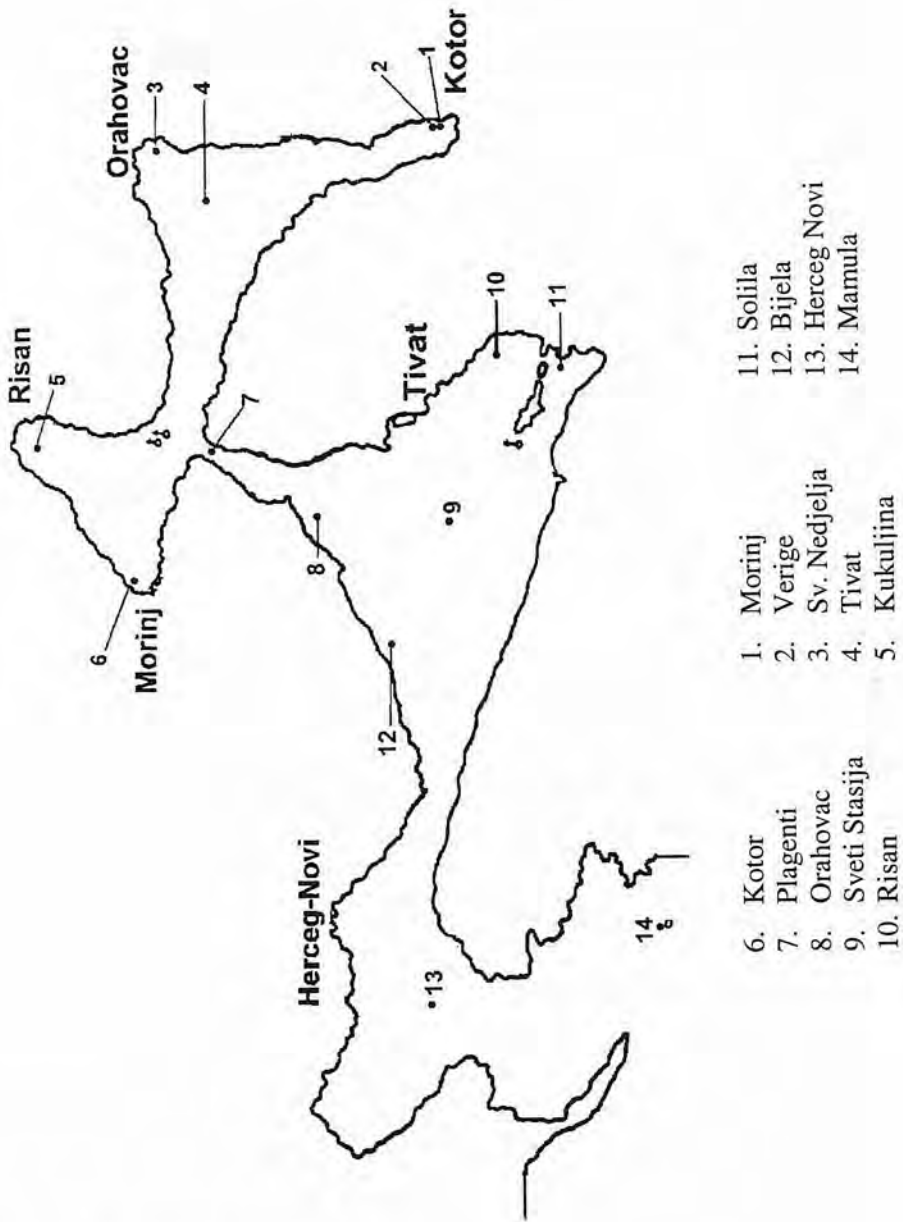 Risan
5
Orahovac
3
4
6
Morinj
7
2
1
Kotor
8
Tivat
10
9
11
12
Herceg-Novi
13
14
1. Morinj
2. Verige
3. Sv. Nedjelja
4. Tivat
5. Kukuljina
6. Kotor
7. Plagenti
8. Orahovac
9. Sveti Stasija
10. Risan
11. Solila
12. Bijela
13. Herceg Novi
14. Mamula